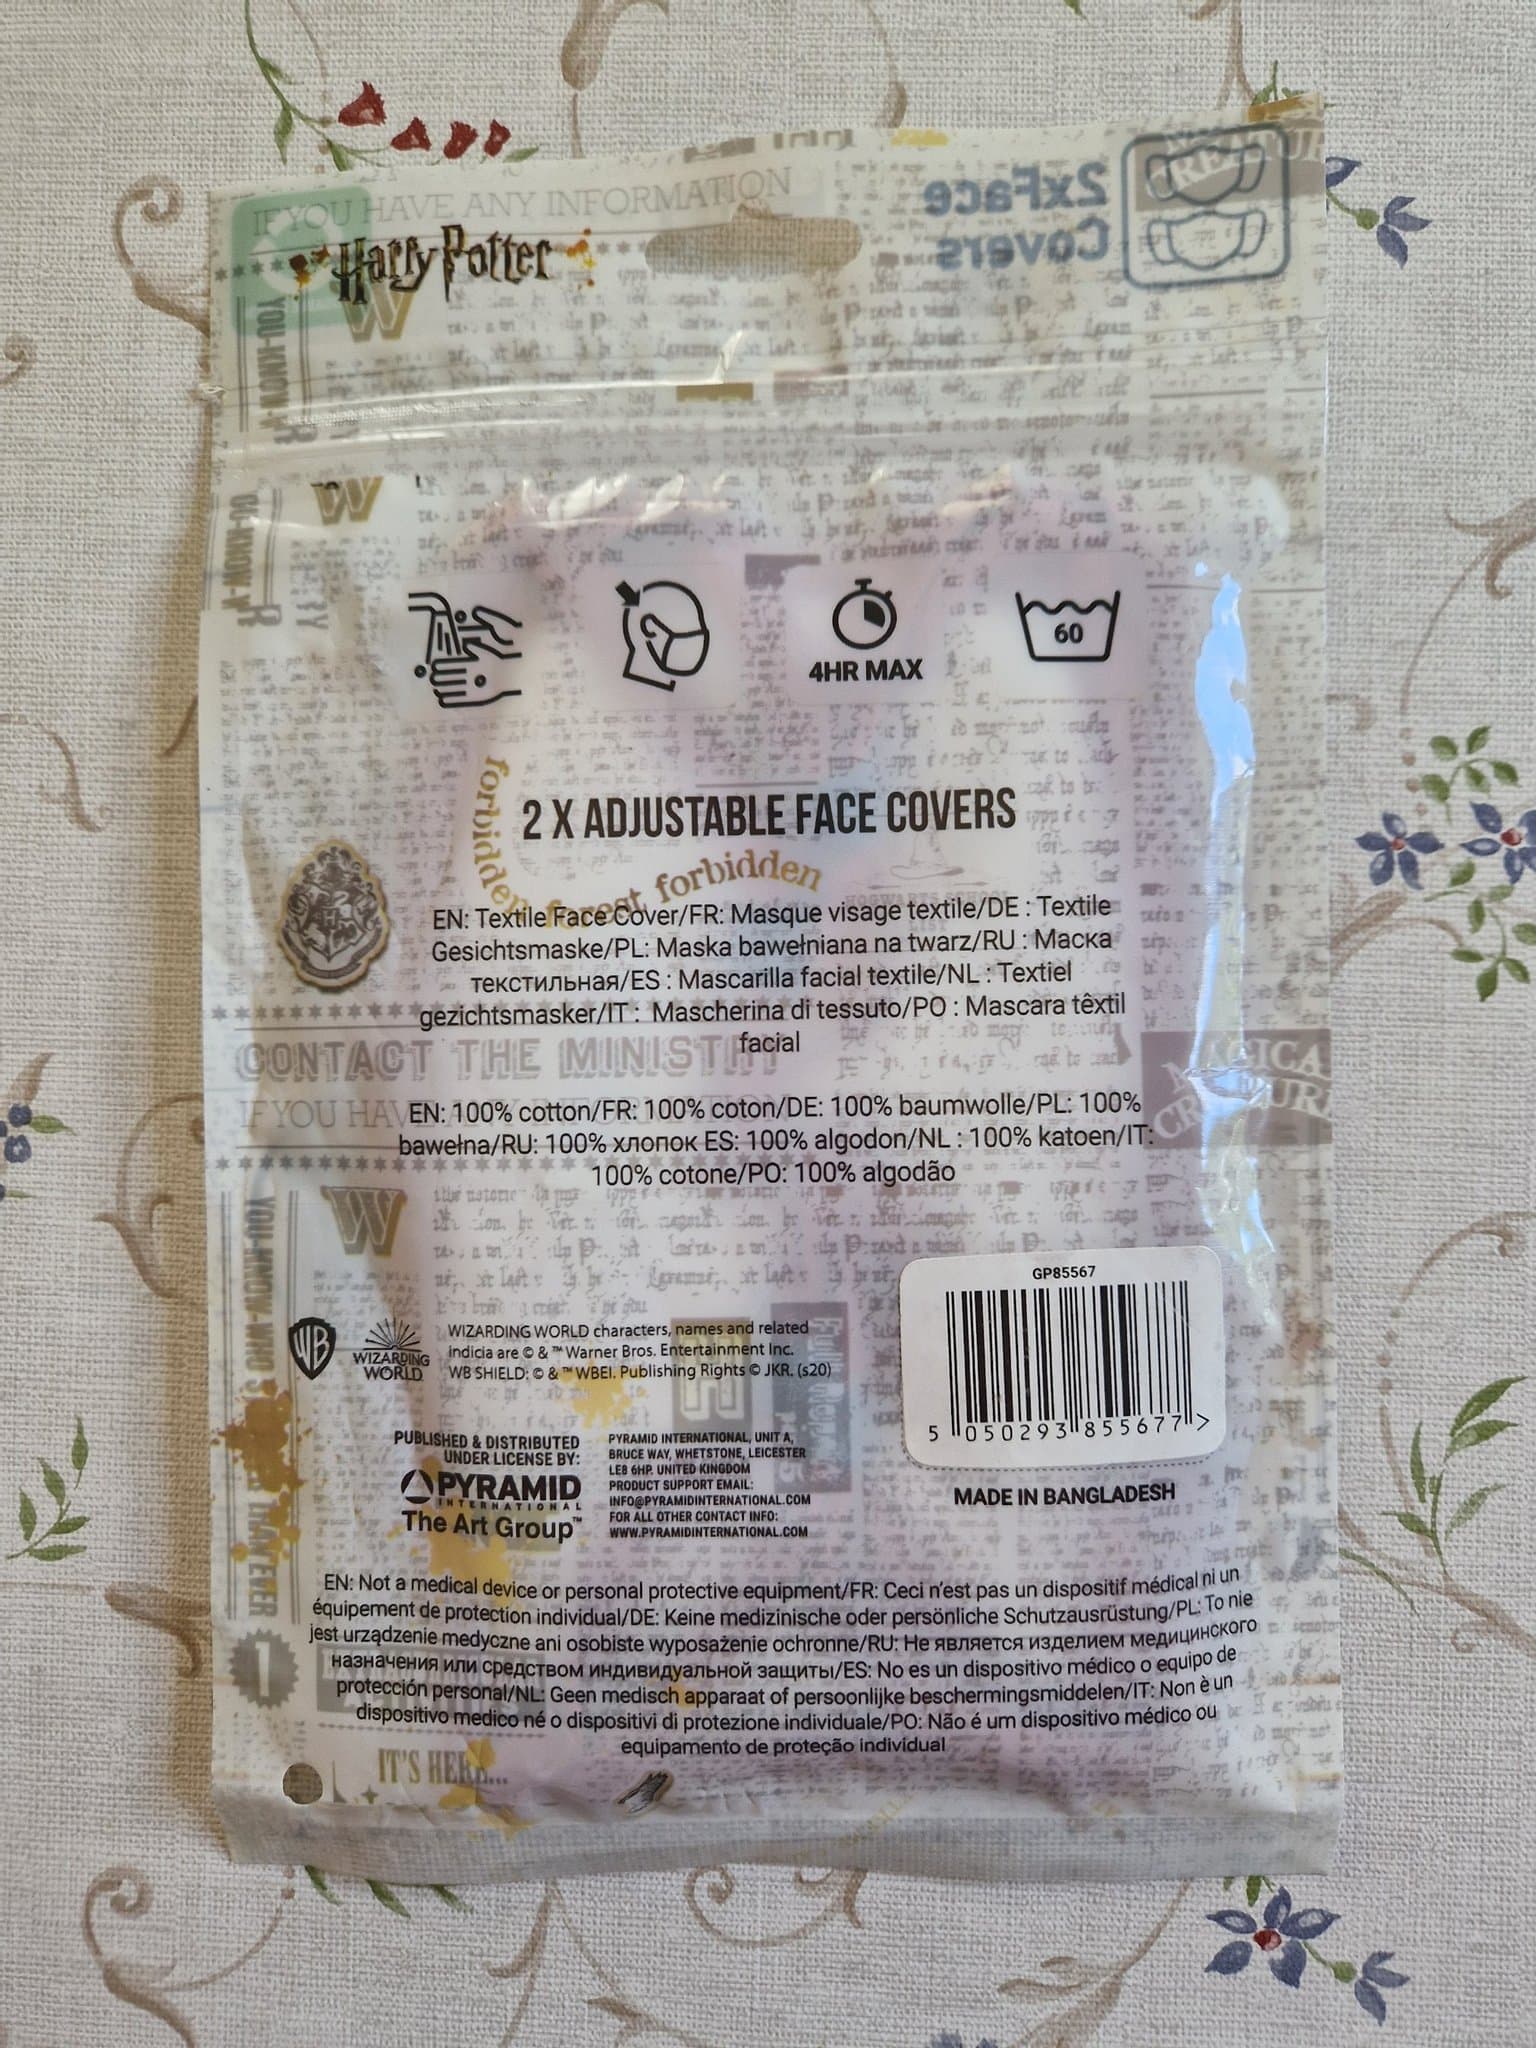 IF YOU HAVE ANY INFORMATION
Harry Potter
2xFace
Covers
YOU-KNOW-W
4HR MAX
60
2 X ADJUSTABLE FACE COVERS
forbidden forest forbidden
EN: Textile Face Cover/FR: Masque visage textile/DE : Textile
Gesichtsmaske/PL: Maska bawełniana na twarz/RU : Маска
текстильная/ES : Mascarilla facial textile/NL : Textiel
gezichtsmasker/IT : Mascherina di tessuto/PO : Mascara têxtil
facial
CONTACT THE MINISTRY
IF YOU HAVE
EN: 100% cotton/FR: 100% coton/DE: 100% baumwolle/PL: 100%
bawełna/RU: 100% хлопок ES: 100% algodon/NL : 100% katoen/IT:
100% cotone/PO: 100% algodão
MAGICAL
CREATURE
YOU-KNOW-WHO
GP85567
WB
WIZARDING
WORLD
WIZARDING WORLD characters, names and related
indicia are © & ™ Warner Bros. Entertainment Inc.
WB SHIELD: © & ™ WBEI. Publishing Rights © JKR. (s20)
5 050293 855677 >
PUBLISHED & DISTRIBUTED
UNDER LICENSE BY:
PYRAMID
INTERNATIONAL
The Art Group™
PYRAMID INTERNATIONAL, UNIT A,
BRUCE WAY, WHETSTONE, LEICESTER
LE8 6HP. UNITED KINGDOM
PRODUCT SUPPORT EMAIL:
INFO@PYRAMIDINTERNATIONAL.COM
FOR ALL OTHER CONTACT INFO:
WWW.PYRAMIDINTERNATIONAL.COM
MADE IN BANGLADESH
EN: Not a medical device or personal protective equipment/FR: Ceci n'est pas un dispositif médical ni un
équipement de protection individual/DE: Keine medizinische oder persönliche Schutzausrüstung/PL: To nie
jest urządzenie medyczne ani osobiste wyposażenie ochronne/RU: Не является изделием медицинского
назначения или средством индивидуальной защиты/ES: No es un dispositivo médico o equipo de
protección personal/NL: Geen medisch apparaat of persoonlijke beschermingsmiddelen/IT: Non è un
dispositivo medico né o dispositivi di protezione individuale/PO: Não é um dispositivo médico ou
equipamento de proteção individual
1
IT'S HERE...